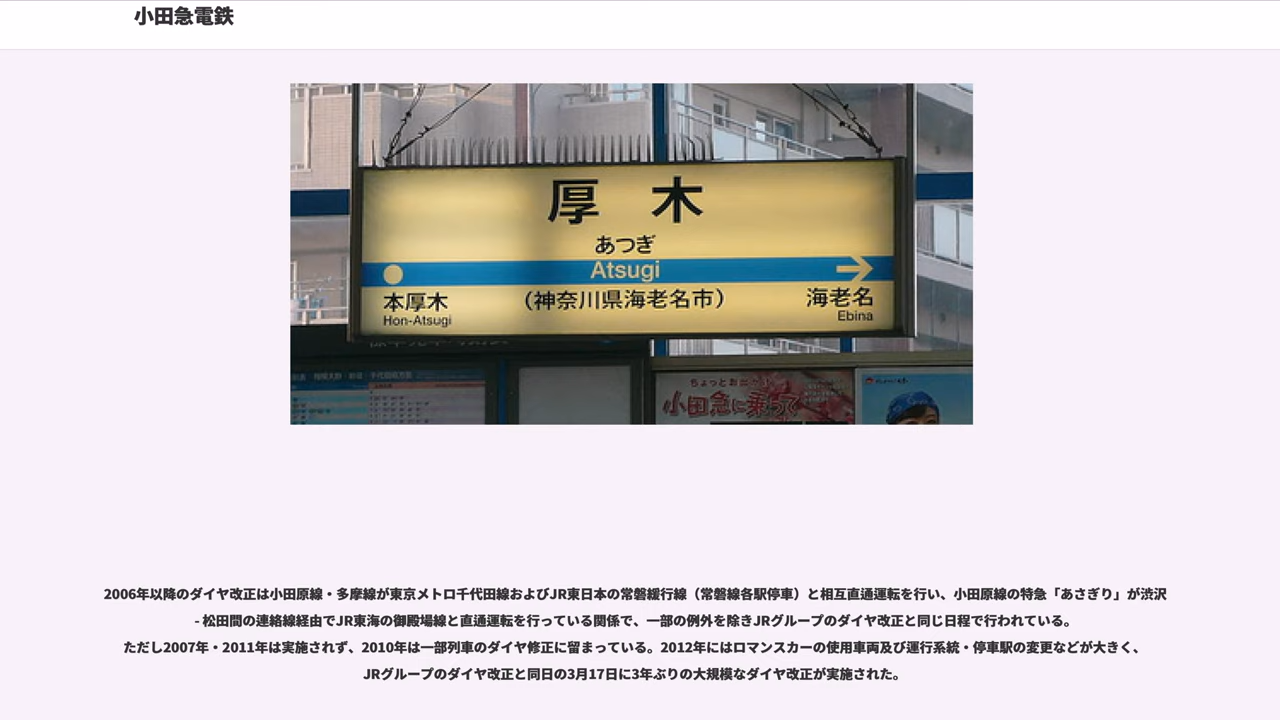 小田急電鉄
厚木
あつぎ
Atsugi
本厚木
Hon-Atsugi
（神奈川県海老名市）
海老名
Ebina
ちょっとお出かけ
小田急に乗って
2006年以降のダイヤ改正は小田原線・多摩線が東京メトロ千代田線およびJR東日本の常磐緩行線（常磐線各駅停車）と相互直通運転を行い、小田原線の特急「あさぎり」が渋沢
- 松田間の連絡線経由でJR東海の御殿場線と直通運転を行っている関係で、一部の例外を除きJRグループのダイヤ改正と同じ日程で行われている。
ただし2007年・2011年は実施されず、2010年は一部列車のダイヤ修正に留まっている。2012年にはロマンスカーの使用車両及び運行系統・停車駅の変更などが大きく、
JRグループのダイヤ改正と同日の3月17日に3年ぶりの大規模なダイヤ改正が実施された。